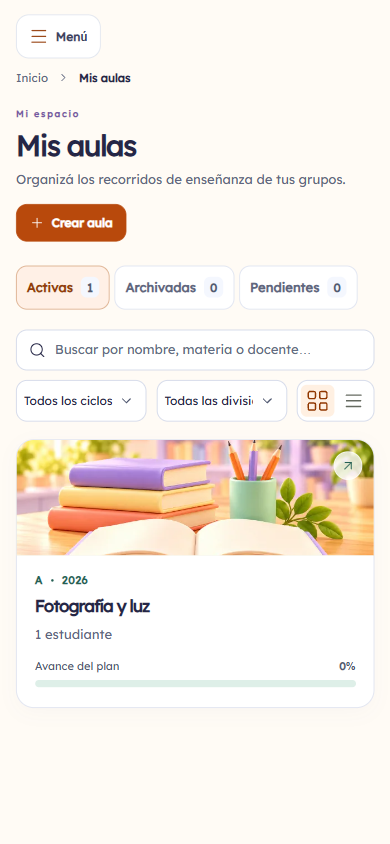 Menú
Inicio > Mis aulas
Mi espacio
Mis aulas
Organizá los recorridos de enseñanza de tus grupos.
+ Crear aula
Activas 1 Archivadas 0 Pendientes 0
Buscar por nombre, materia o docente...
Todos los ciclos Todas las divisi
A · 2026
Fotografía y luz
1 estudiante
Avance del plan 0%